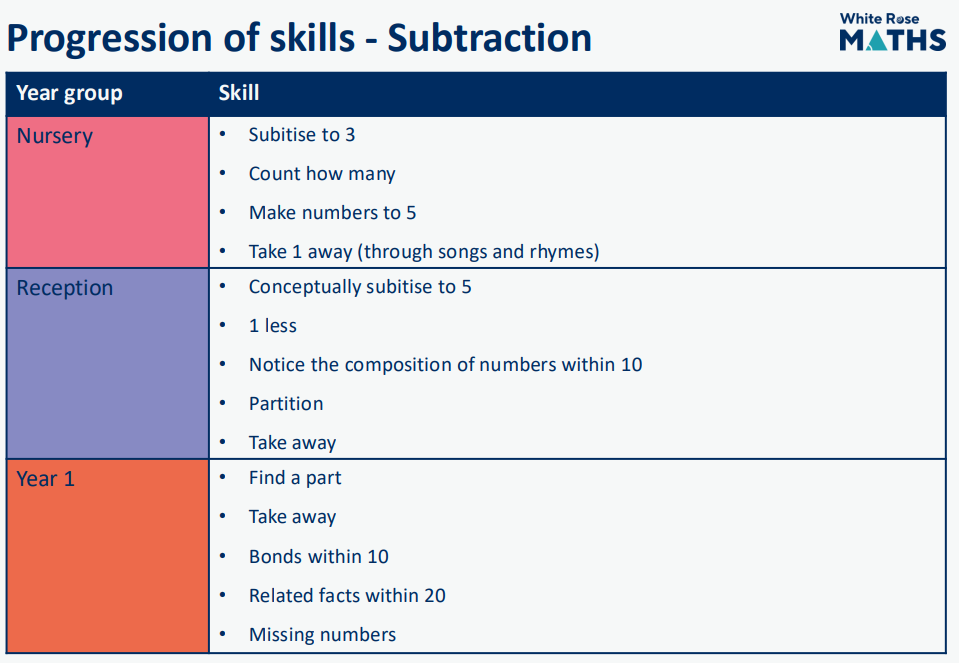 Progression of skills - Subtraction
White Rose
MATHS
Year group
Skill
Nursery
• Subitise to 3
• Count how many
• Make numbers to 5
• Take 1 away (through songs and rhymes)
Reception
• Conceptually subitise to 5
• 1 less
• Notice the composition of numbers within 10
• Partition
• Take away
Year 1
• Find a part
• Take away
• Bonds within 10
• Related facts within 20
• Missing numbers